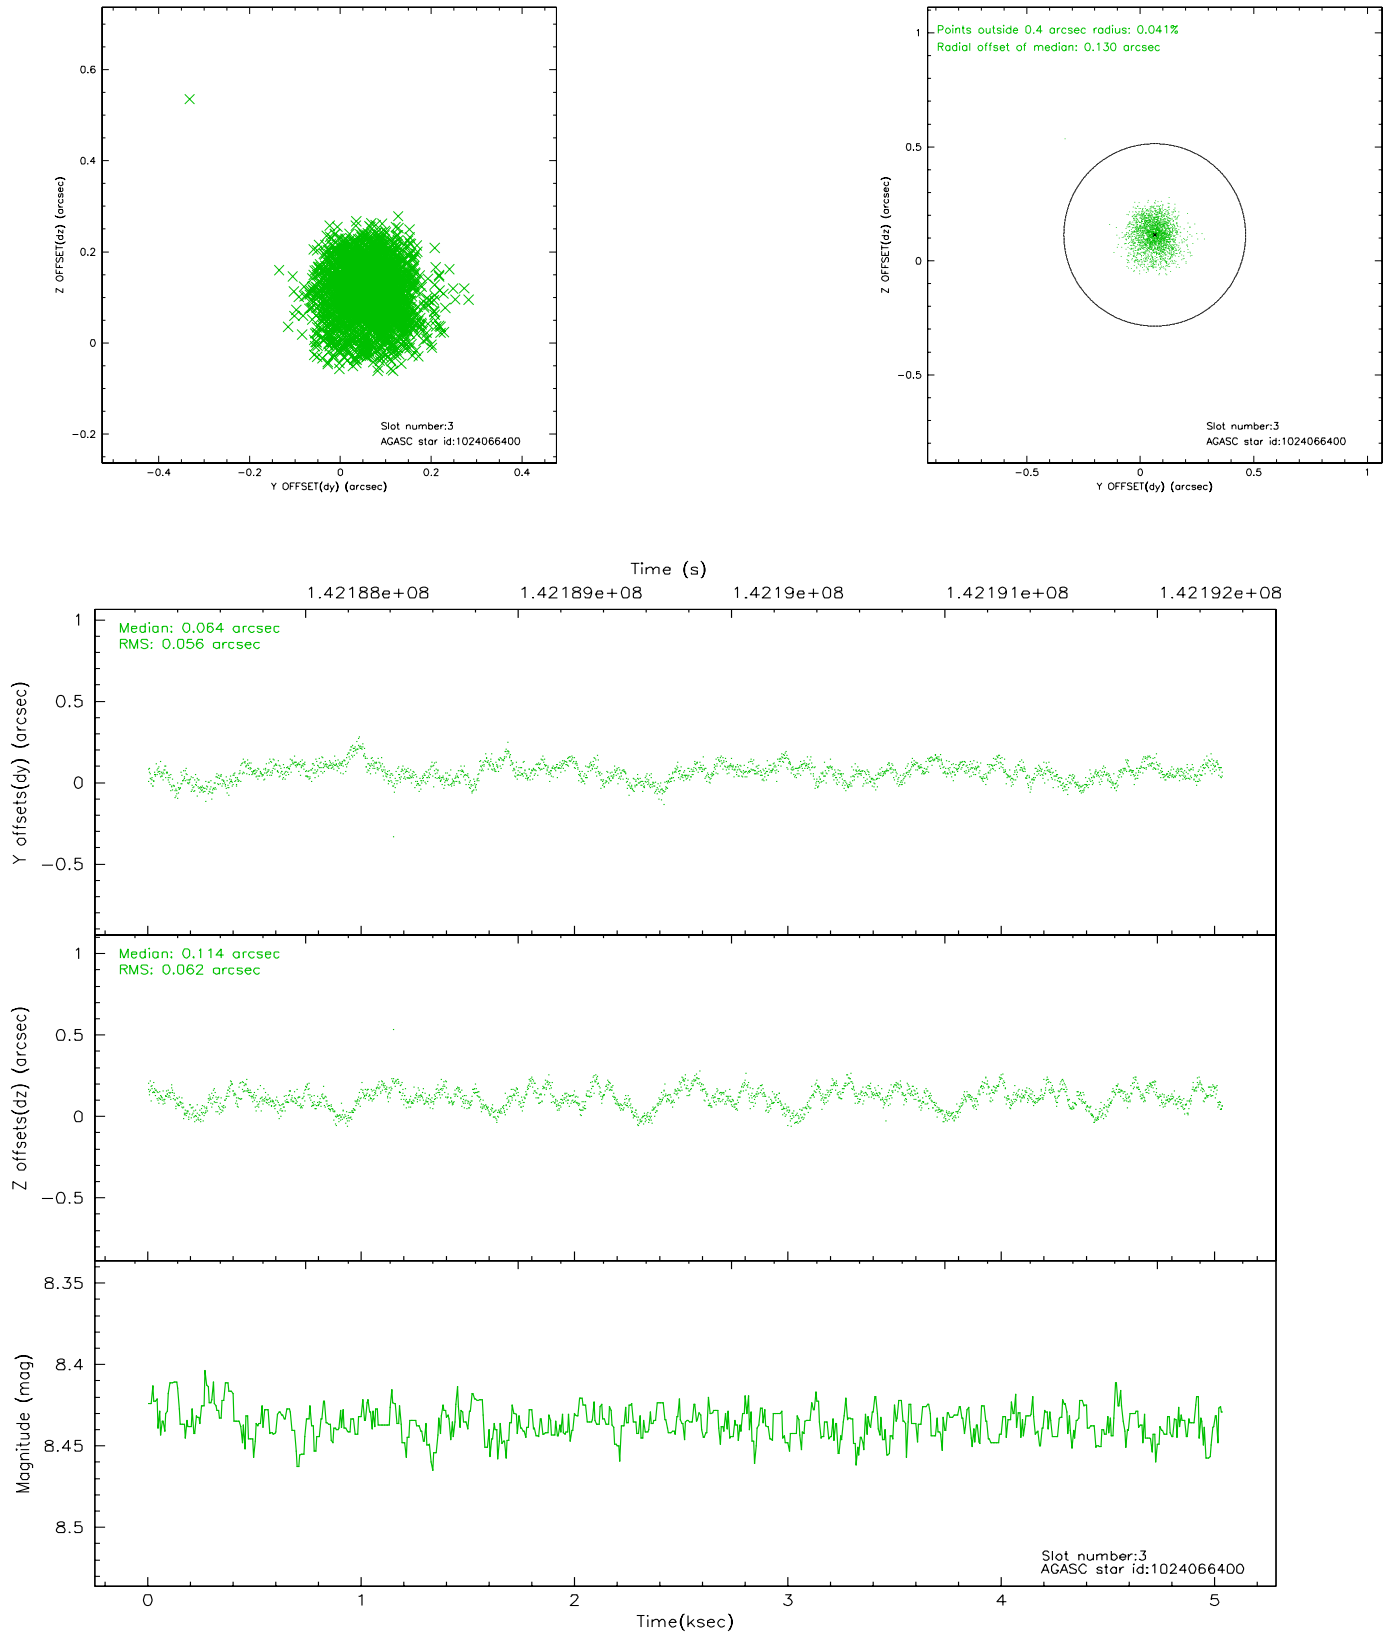 0.6
0.4
0.2
0
−0.2
Z OFFSET(dz) (arcsec)
Slot number:3
AGASC star id:1024066400
−0.4 −0.2 0 0.2 0.4
Y OFFSET(dy) (arcsec)
Points outside 0.4 arcsec radius: 0.041%
Radial offset of median: 0.130 arcsec
1
0.5
0
−0.5
Z OFFSET(dz) (arcsec)
Slot number:3
AGASC star id:1024066400
−0.5 0 0.5 1
Y OFFSET(dy) (arcsec)
Time (s)
1.42188e+08 1.42189e+08 1.4219e+08 1.42191e+08 1.42192e+08
Median: 0.064 arcsec
RMS: 0.056 arcsec
1
0.5
0
−0.5
Y offsets(dy) (arcsec)
Median: 0.114 arcsec
RMS: 0.062 arcsec
1
0.5
0
−0.5
Z offsets(dz) (arcsec)
8.35
8.4
8.45
8.5
Magnitude (mag)
Slot number:3
AGASC star id:1024066400
0 1 2 3 4 5
Time(ksec)